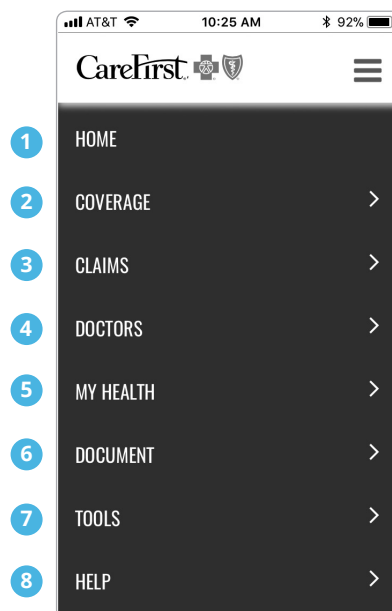 AT&T 10:25 AM 92%
CareFirst.
1 HOME
2 COVERAGE
3 CLAIMS
4 DOCTORS
5 MY HEALTH
6 DOCUMENT
7 TOOLS
8 HELP